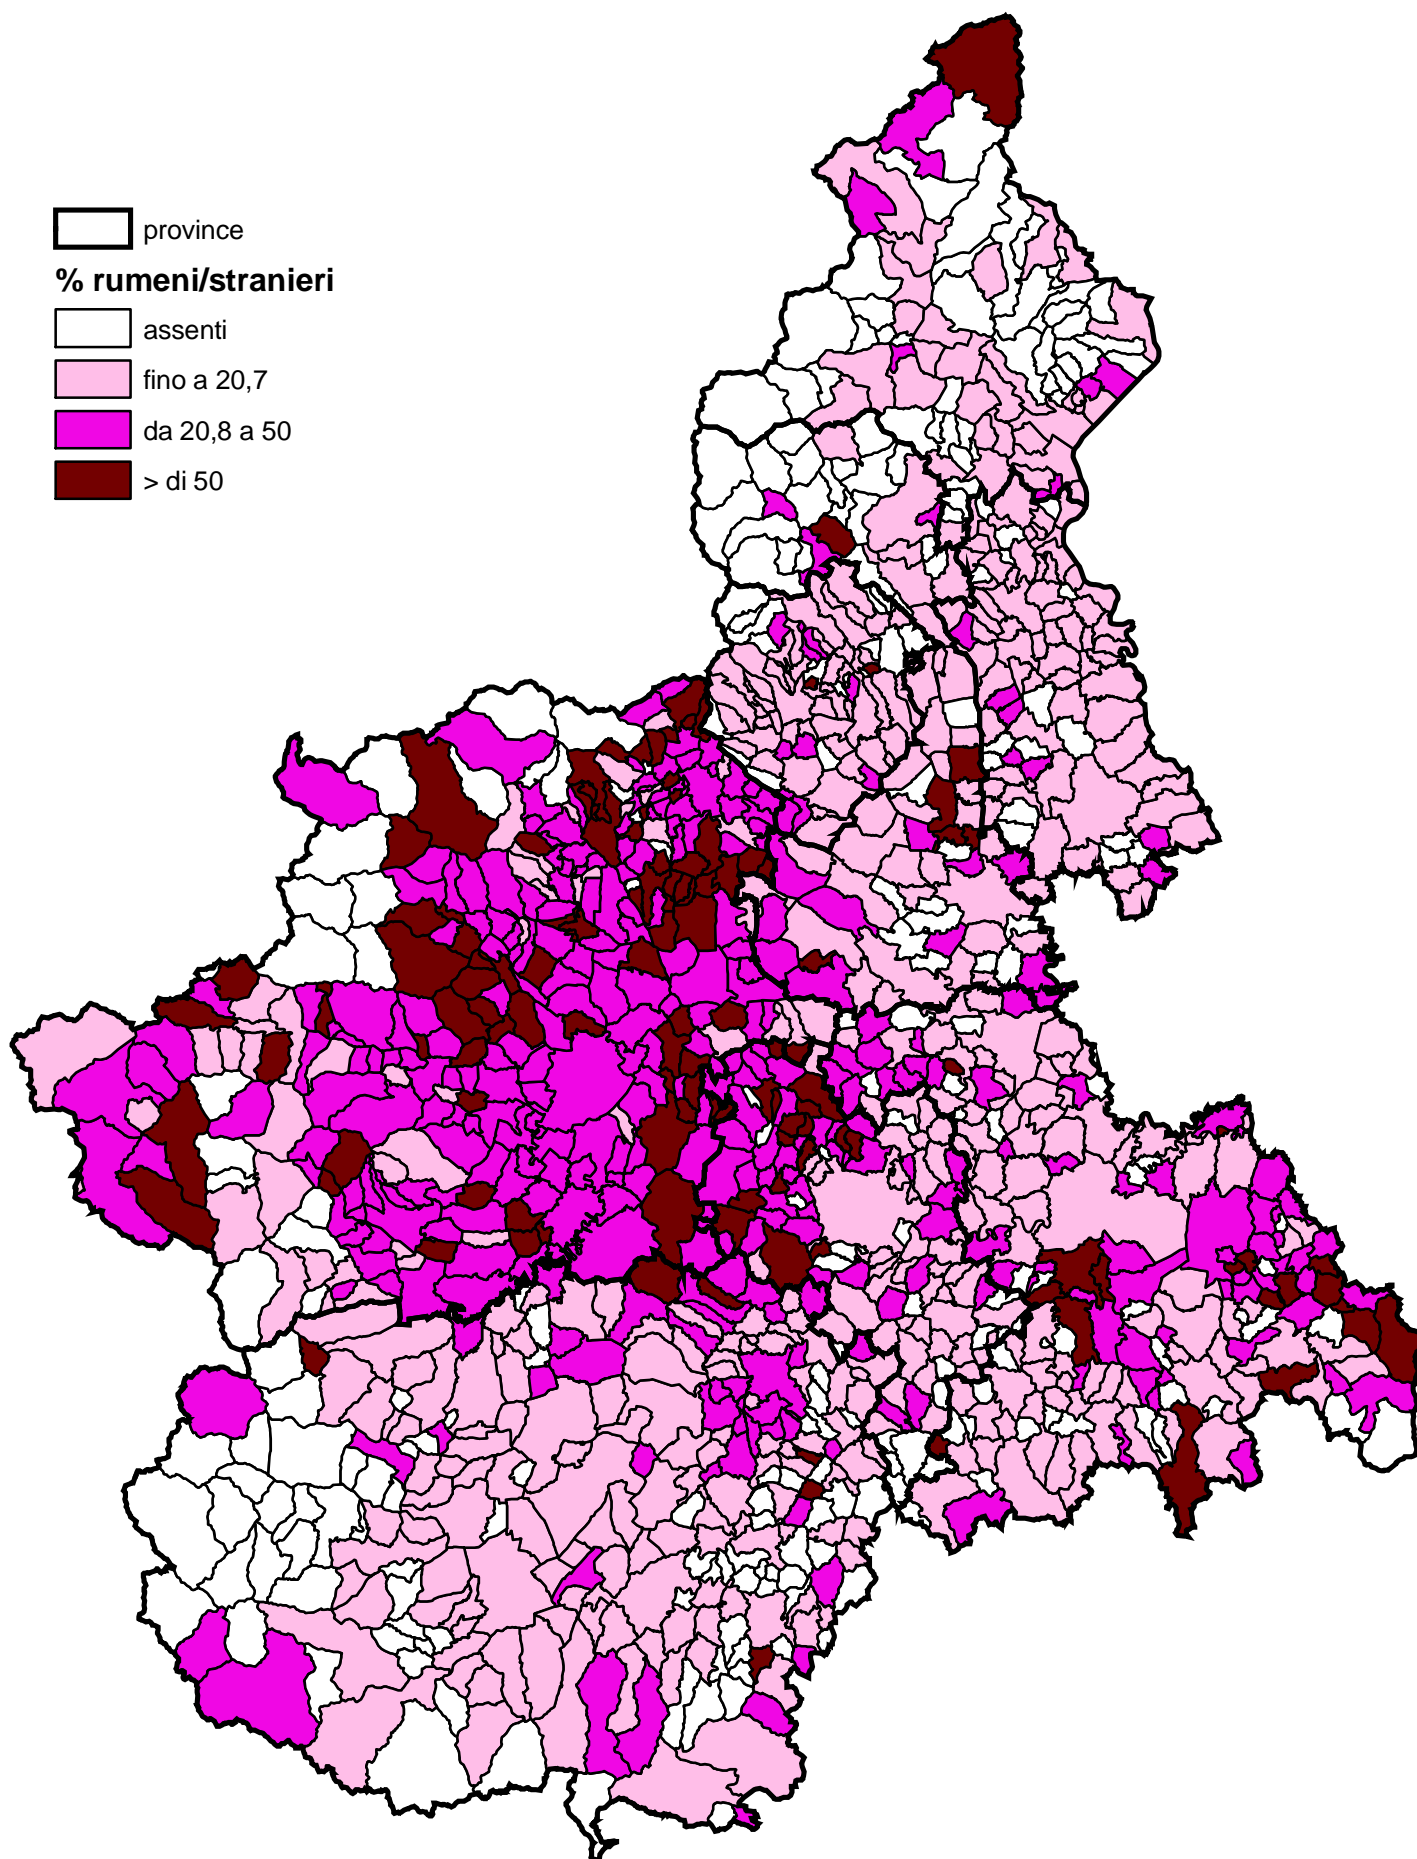 province
% rumeni/stranieri
assenti
fino a 20,7
da 20,8 a 50
> di 50